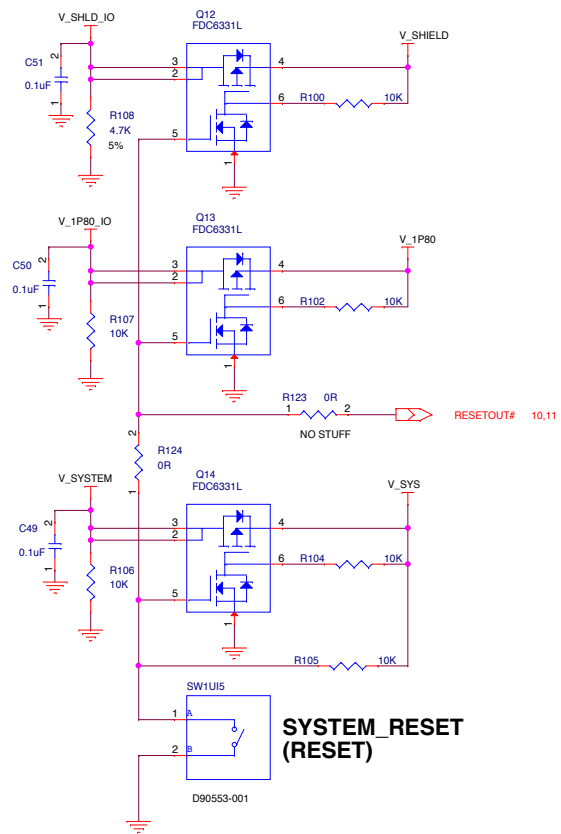 V_SHLD_IO
Q12
FDC6331L
V_SHIELD
C51
0.1uF
2
1
3
2
4
6
R100
10K
R108
4.7K
5%
5
1
V_1P80_IO
Q13
FDC6331L
V_1P80
C50
0.1uF
2
1
3
2
4
6
R102
10K
R107
10K
5
1
R123
0R
1
2
RESETOUT#
10,11
NO STUFF
2
R124
0R
1
V_SYSTEM
Q14
FDC6331L
V_SYS
C49
0.1uF
2
1
3
2
4
6
R104
10K
R106
10K
5
1
R105
10K
SW1UI5
1
A
2
B
SYSTEM_RESET
(RESET)
D90553-001